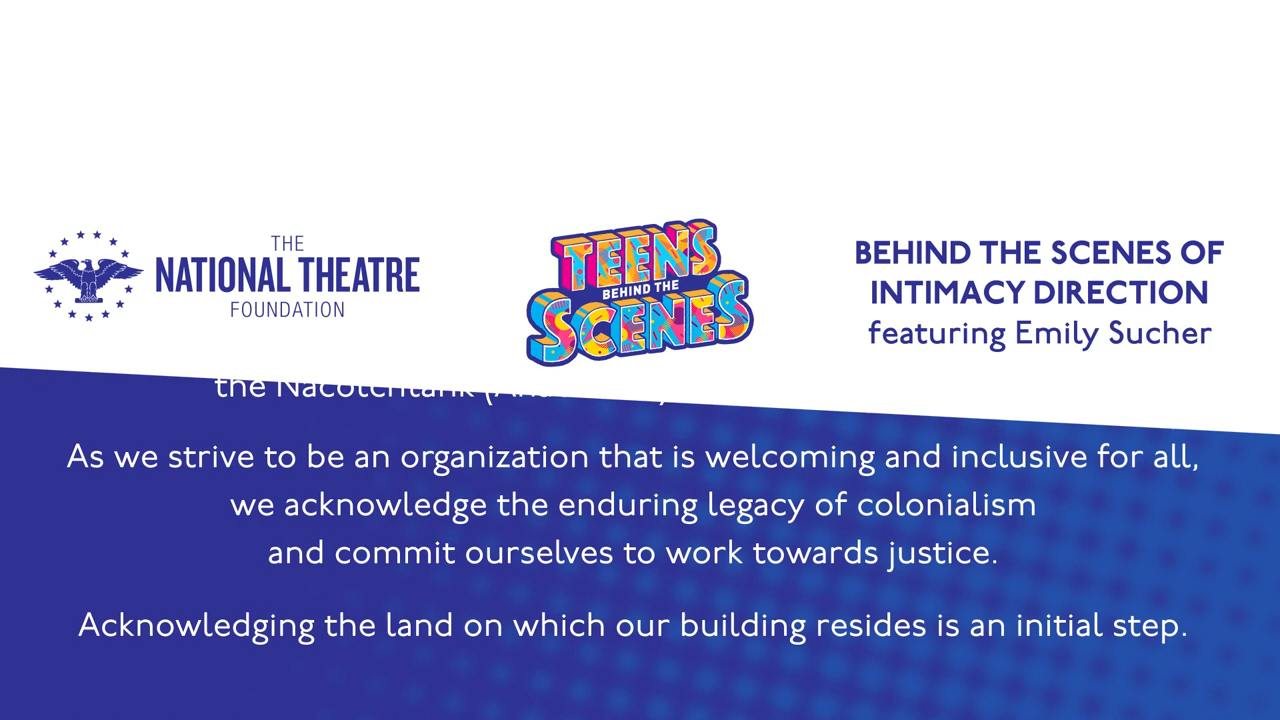 THE
NATIONAL THEATRE
FOUNDATION
TEENS
BEHIND THE
SCENES
BEHIND THE SCENES OF
INTIMACY DIRECTION
featuring Emily Sucher
the Nacotchtank
As we strive to be an organization that is welcoming and inclusive for all,
we acknowledge the enduring legacy of colonialism
and commit ourselves to work towards justice.
Acknowledging the land on which our building resides is an initial step.